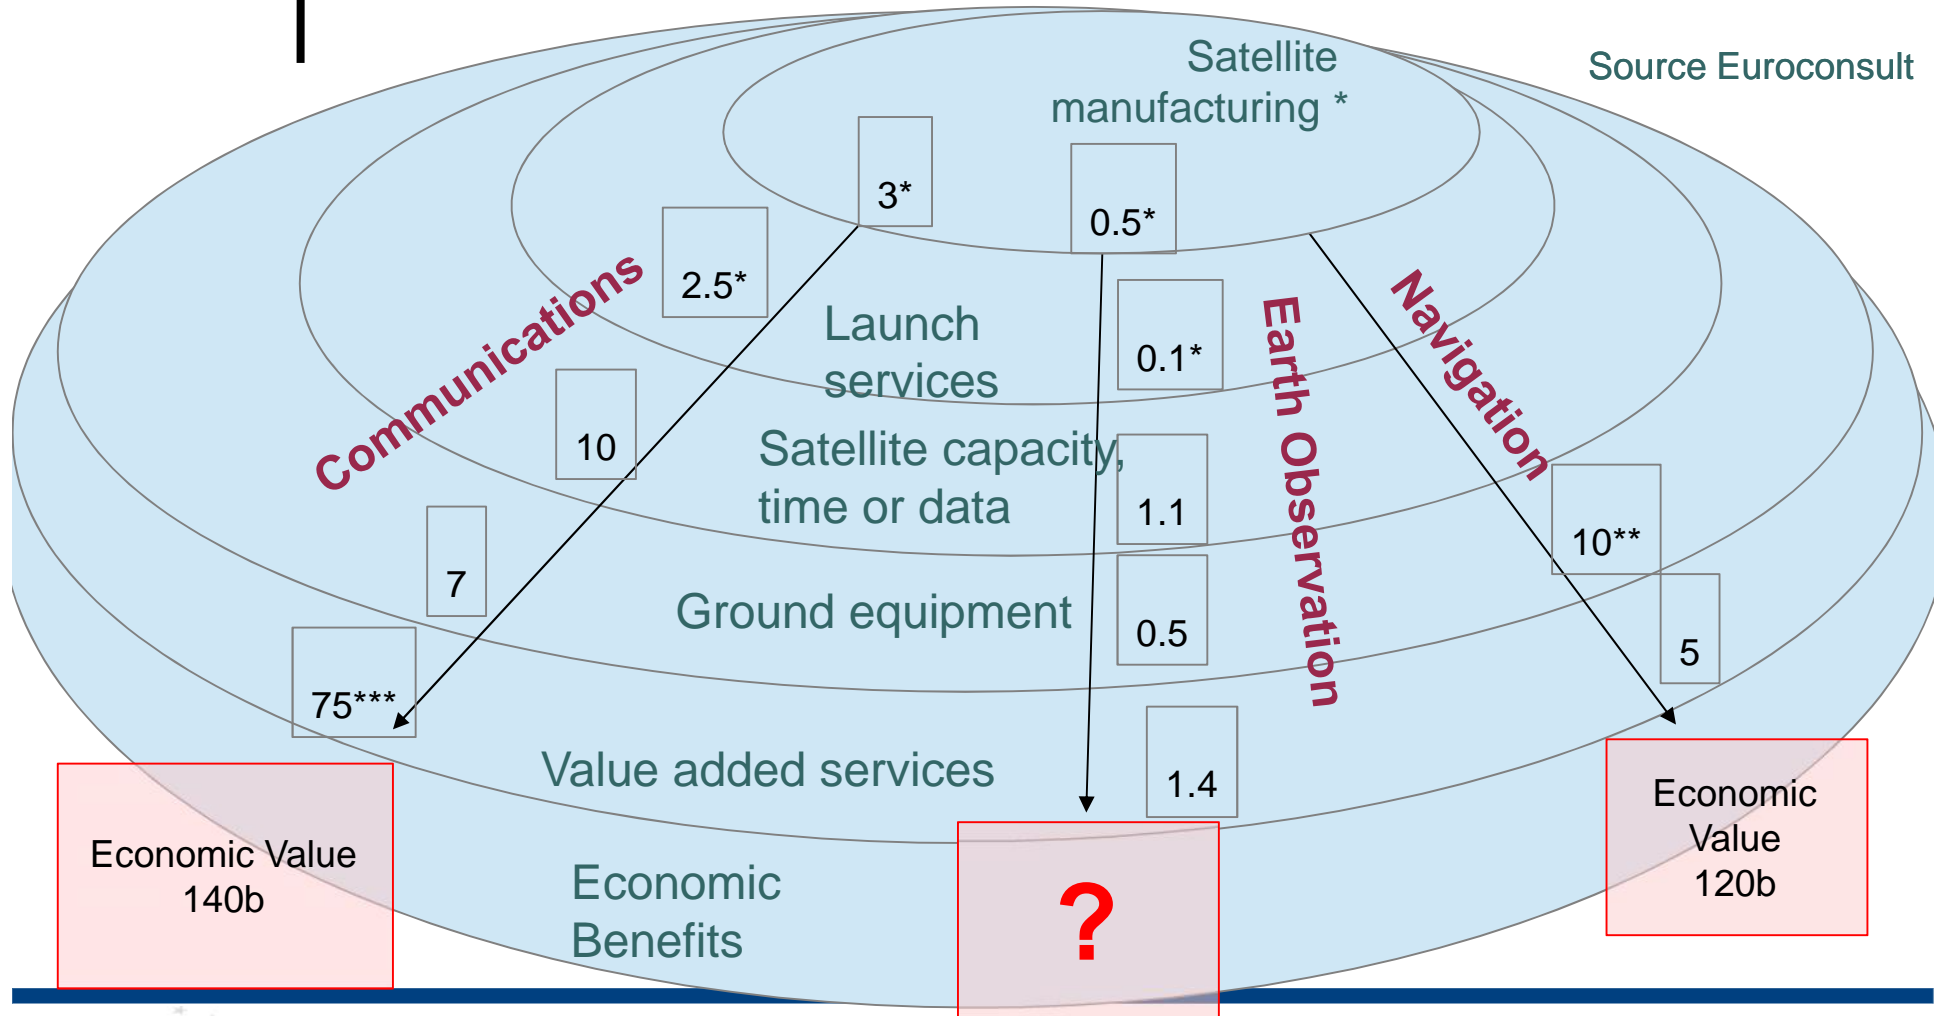 Satellite
manufacturing *
Source Euroconsult
3*
0.5*
2.5*
Launch
services
0.1*
Communications
Earth Observation
Navigation
10
Satellite capacity,
time or data
1.1
10**
7
Ground equipment
0.5
5
75***
Value added services
1.4
Economic Value
140b
Economic
Benefits
?
Economic
Value
120b